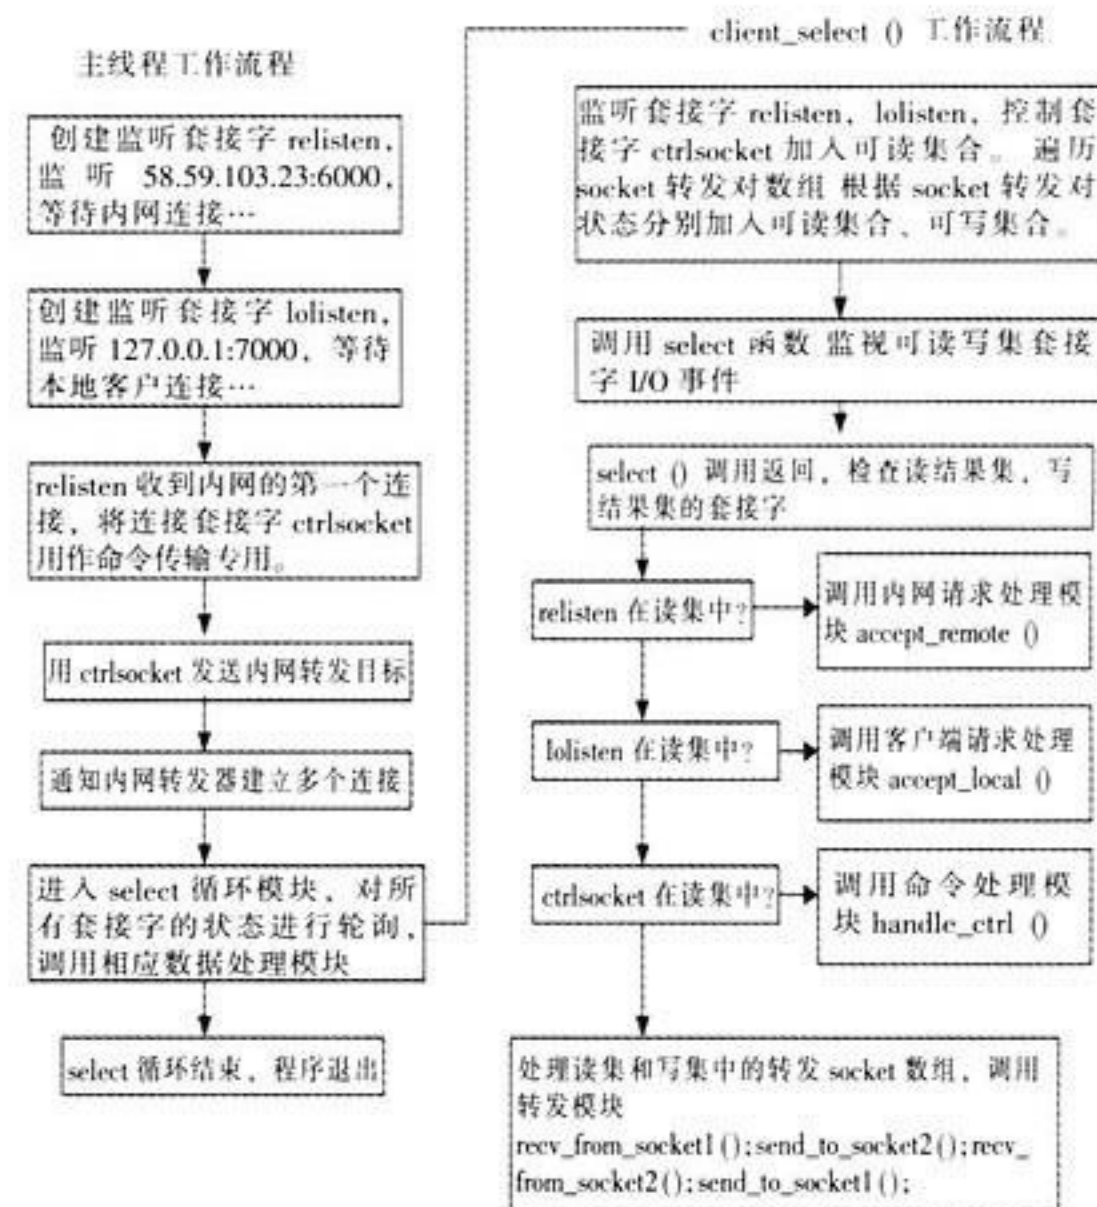 主线程工作流程
创建监听套接字 relisten,
监听 58.59.103.23:6000,
等待内网连接…
创建监听套接字 lolisten,
监听 127.0.0.1:7000, 等待
本地客户连接…
relisten 收到内网的第一个连
接, 将连接套接字 ctrlsocket
用作命令传输专用。
用 ctrlsocket 发送内网转发目标
通知内网转发器建立多个连接
进入 select 循环模块, 对所
有套接字的状态进行轮询,
调用相应数据处理模块
select 循环结束, 程序退出
client_select () 工作流程
监听套接字 relisten, lolisten, 控制套
接字 ctrlsocket 加入可读集合。 遍历
socket 转发对数组 根据 socket 转发对
状态分别加入可读集合、可写集合。
调用 select 函数 监视可读写集套接
字 I/O 事件
select () 调用返回, 检查读结果集, 写
结果集的套接字
relisten 在读集中?
调用内网请求处理模
块 accept_remote ()
lolisten 在读集中?
调用客户端请求处理
模块 accept_local ()
ctrlsocket 在读集中?
调用命令处理模
块 handle_ctrl ()
处理读集和写集中的转发 socket 数组, 调用
转发模块
recv_from_socket1 ();send_to_socket2 ();recv_
from_socket2();send_to_socket1();